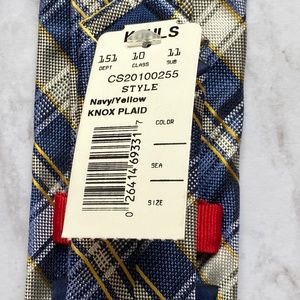 151 10 11
DEPT CLASS SUB
CS20100255
STYLE
Navy/Yellow
KNOX PLAID
COLOR
SEA
SIZE
0 26414 69331 7